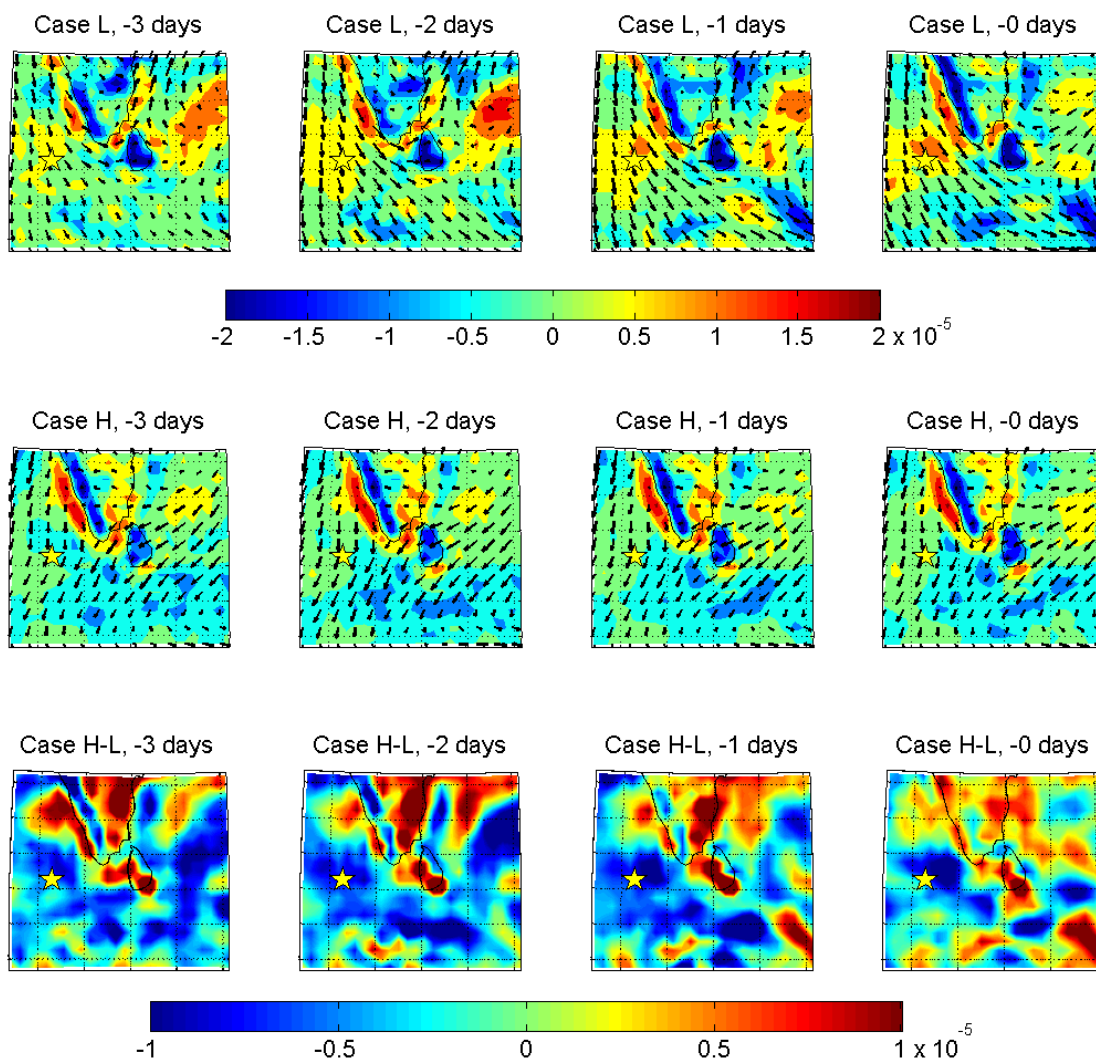 Case L, -3 days Case L, -2 days Case L, -1 days Case L, -0 days
-2 -1.5 -1 -0.5 0 0.5 1 1.5 2 x 10^-5
Case H, -3 days Case H, -2 days Case H, -1 days Case H, -0 days
Case H-L, -3 days Case H-L, -2 days Case H-L, -1 days Case H-L, -0 days
-1 -0.5 0 0.5 1 x 10^-5